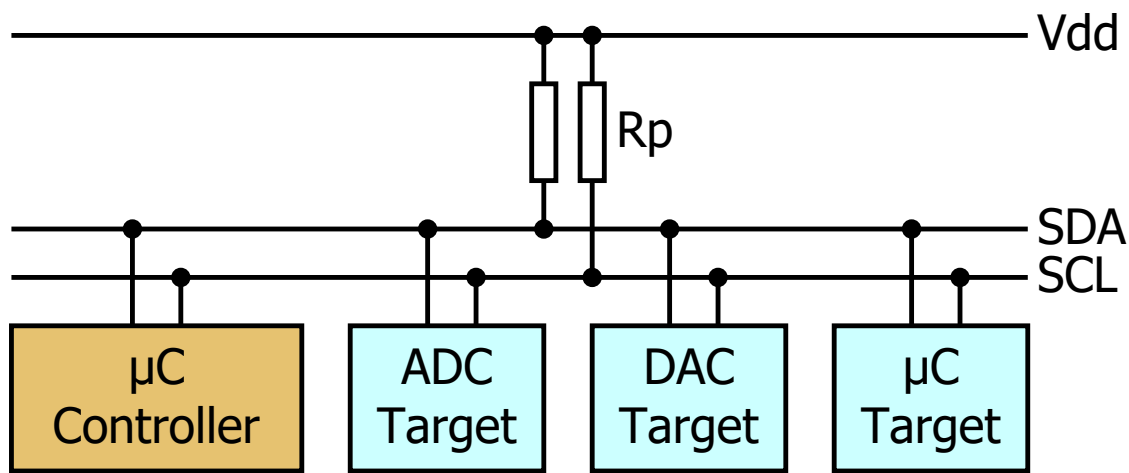 Vdd
Rp
SDA
SCL
µC
Controller
ADC
Target
DAC
Target
µC
Target